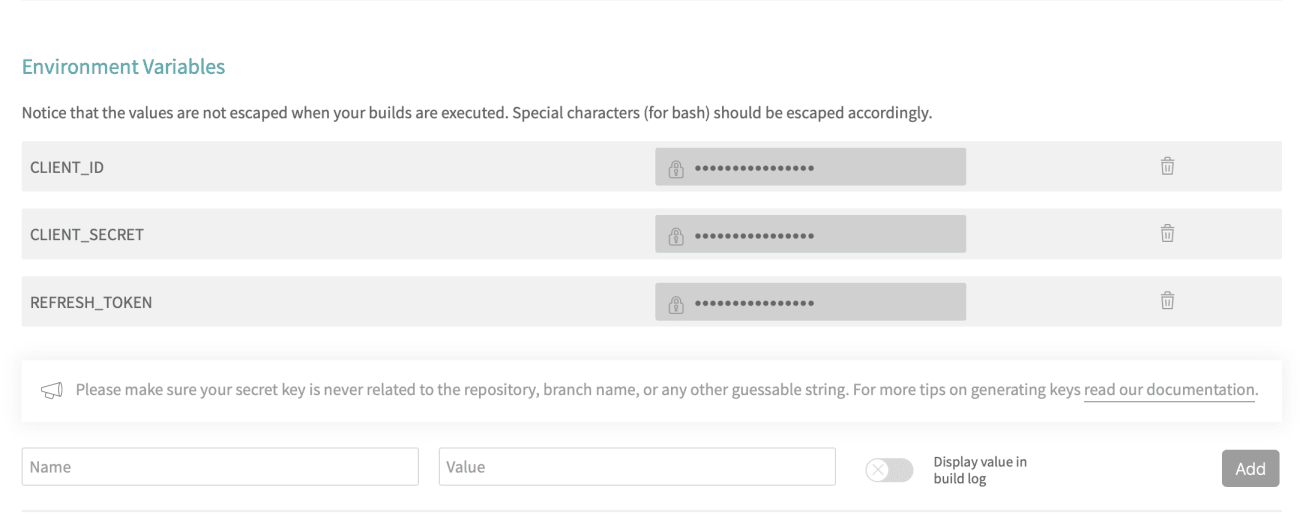 Environment Variables
Notice that the values are not escaped when your builds are executed. Special characters (for bash) should be escaped accordingly.
CLIENT_ID ••••••••••••••••
CLIENT_SECRET ••••••••••••••••
REFRESH_TOKEN ••••••••••••••••
Please make sure your secret key is never related to the repository, branch name, or any other guessable string. For more tips on generating keys read our documentation.
Name
Value
Display value in
build log
Add